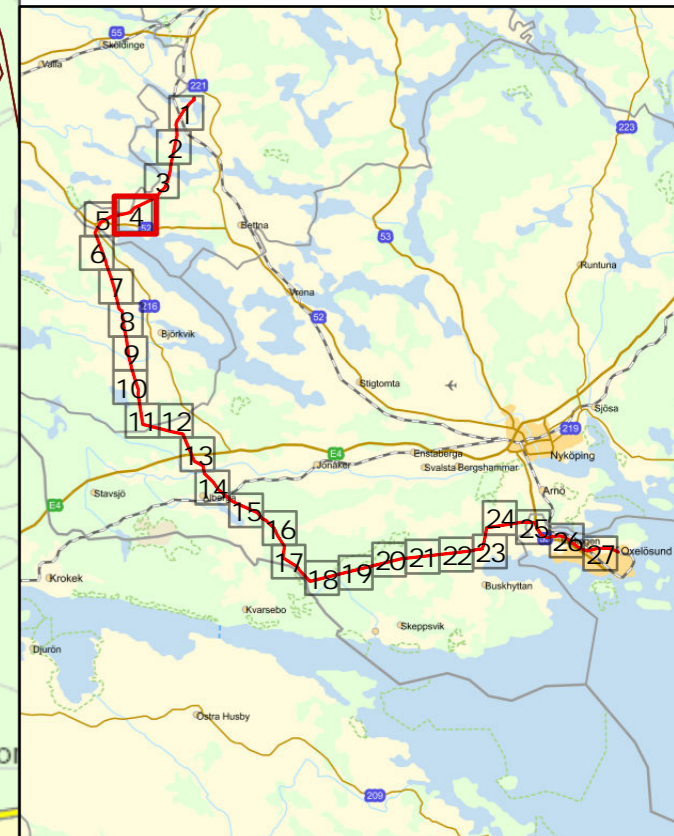 55
Sköldinge
Valla
221
1
2
223
3
5
4
52
Bettna
53
6
Runtuna
7
216
Vrena
8
52
Björkvik
9
10
Stigtomta
Sjösa
11
12
219
13
E4
Enstaberga
Nyköping
Jönåker
Svalsta
Bergshammar
14
Stavsjö
Ålberga
Arnö
E4
15
24
25
16
26
27
Oxelösund
17
22
23
21
20
19
18
Krokek
Buskhyttan
Kvarsebo
Skeppsvik
Djurön
Östra Husby
209